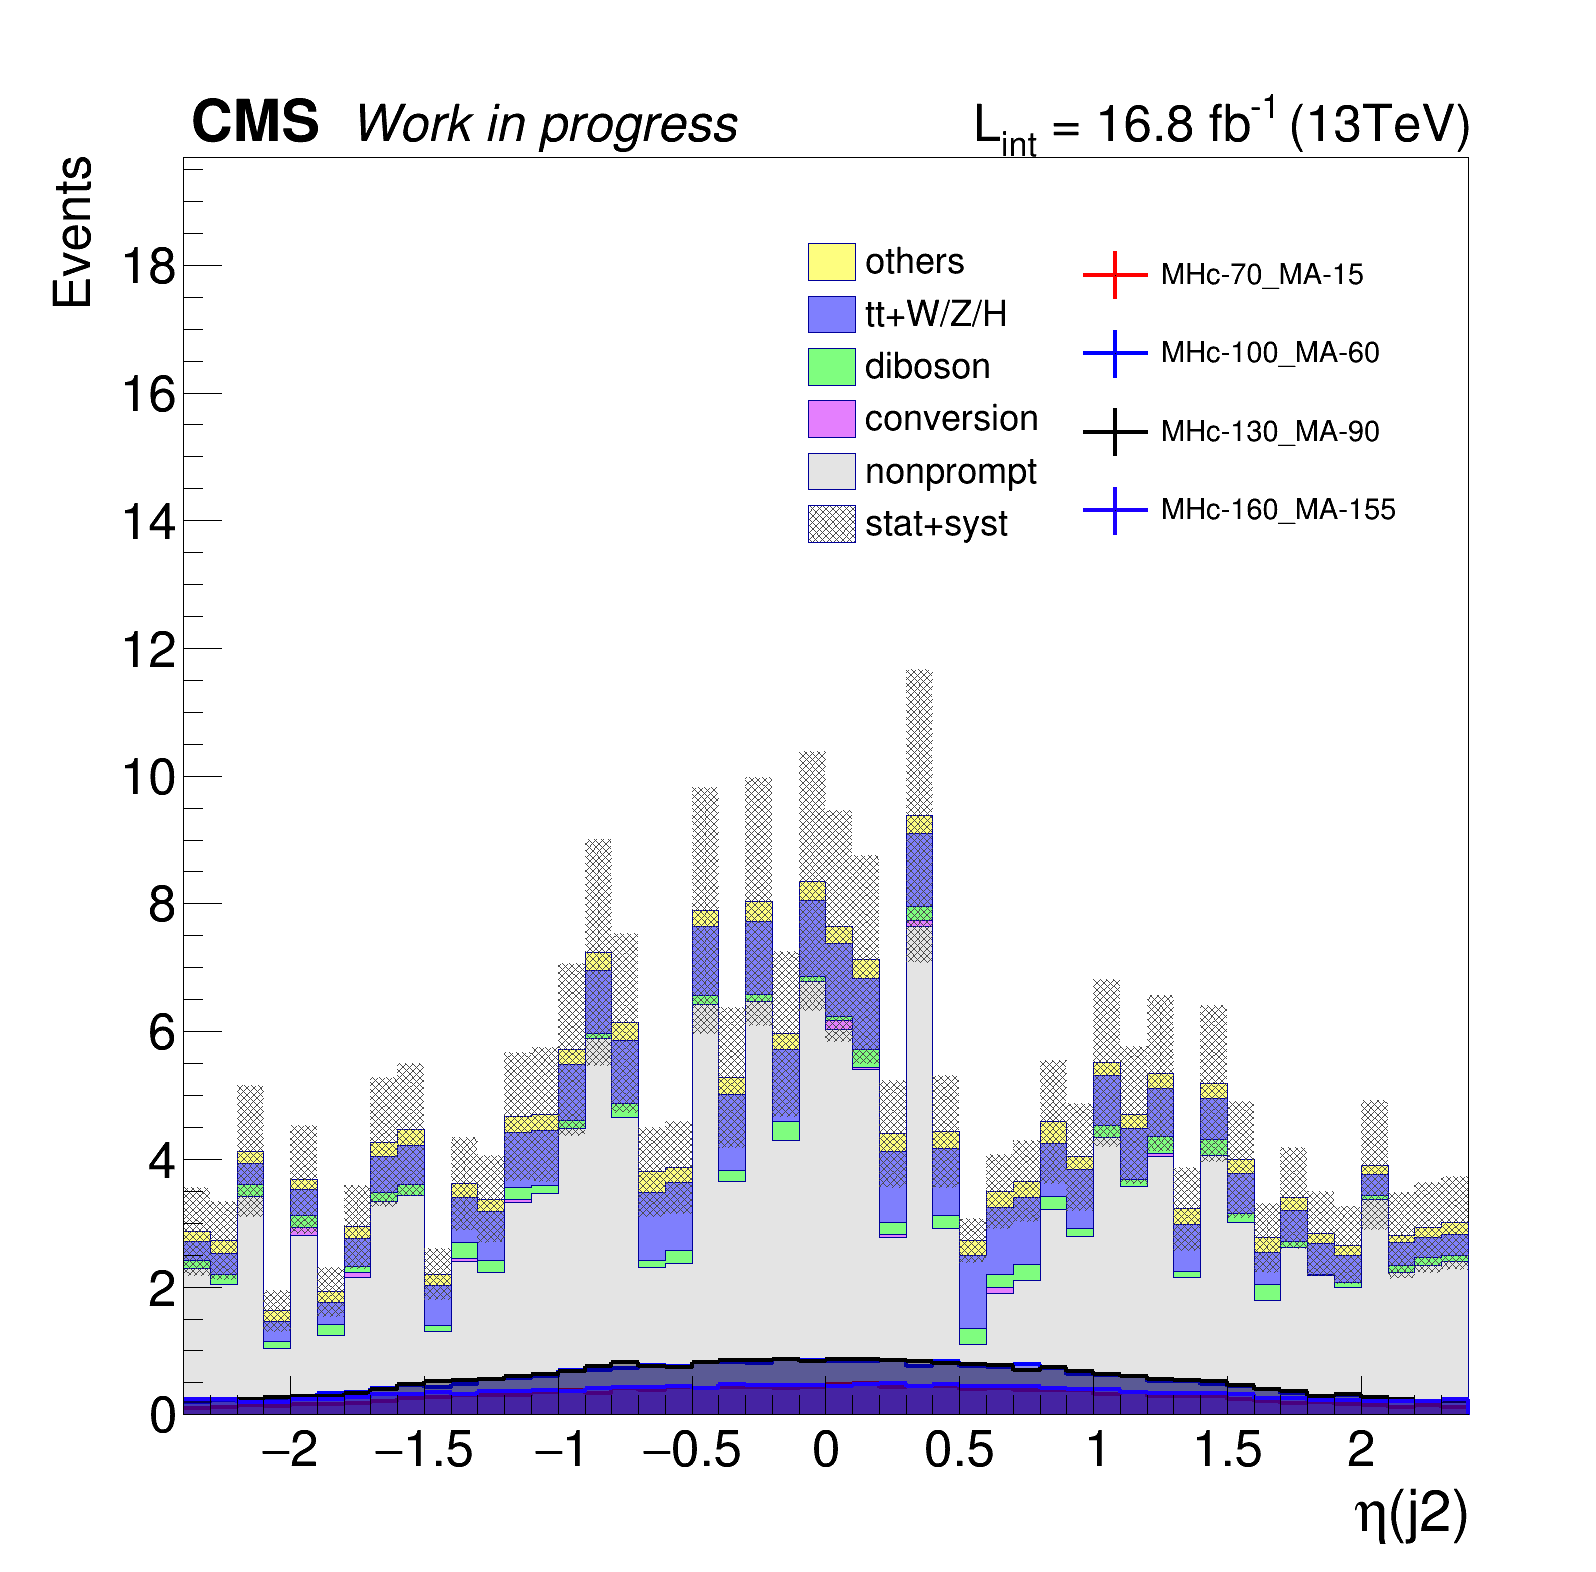 CMS Work in progress L_int = 16.8 fb^-1 (13TeV)
Events
18
16
14
12
10
8
6
4
2
0
others
tt+W/Z/H
diboson
conversion
nonprompt
stat+syst
MHc-70_MA-15
MHc-100_MA-60
MHc-130_MA-90
MHc-160_MA-155
−2 −1.5 −1 −0.5 0 0.5 1 1.5 2
η(j2)